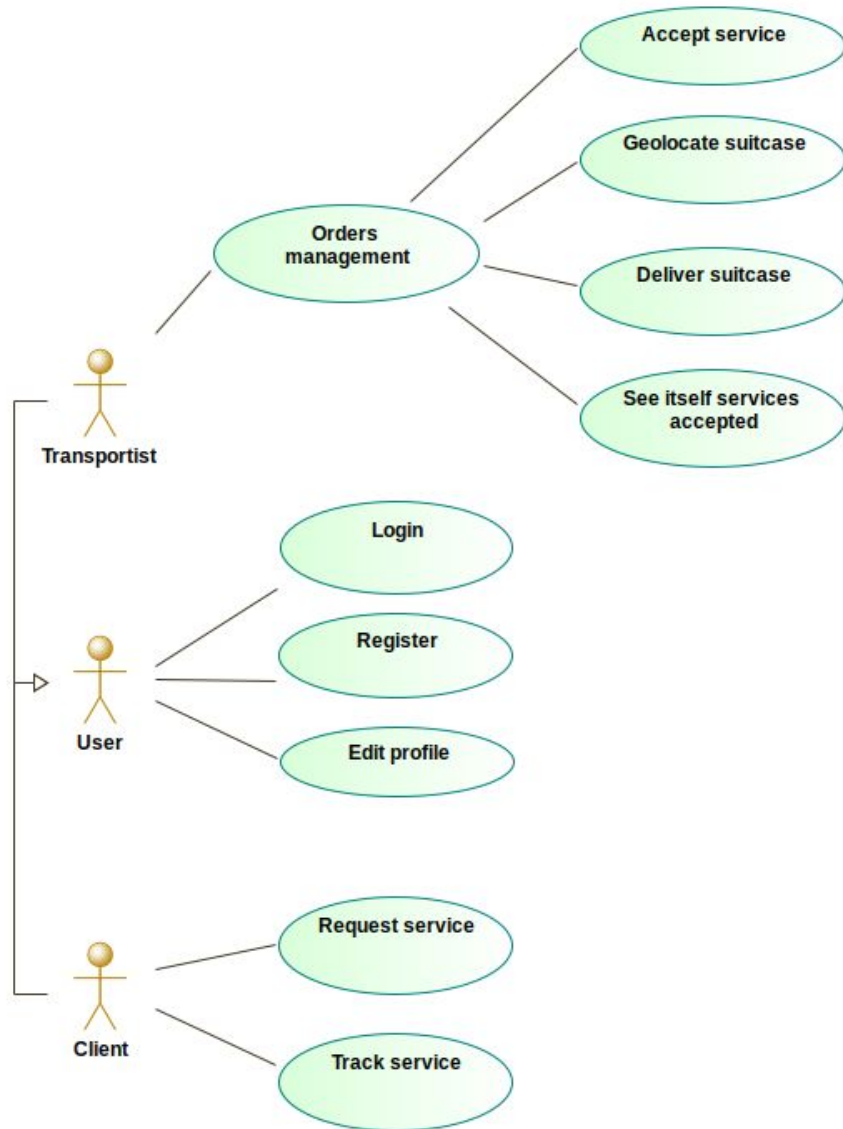 Accept service
Geolocate suitcase
Orders
management
Deliver suitcase
See itself services
accepted
Transportist
Login
Register
User
Edit profile
Request service
Client
Track service